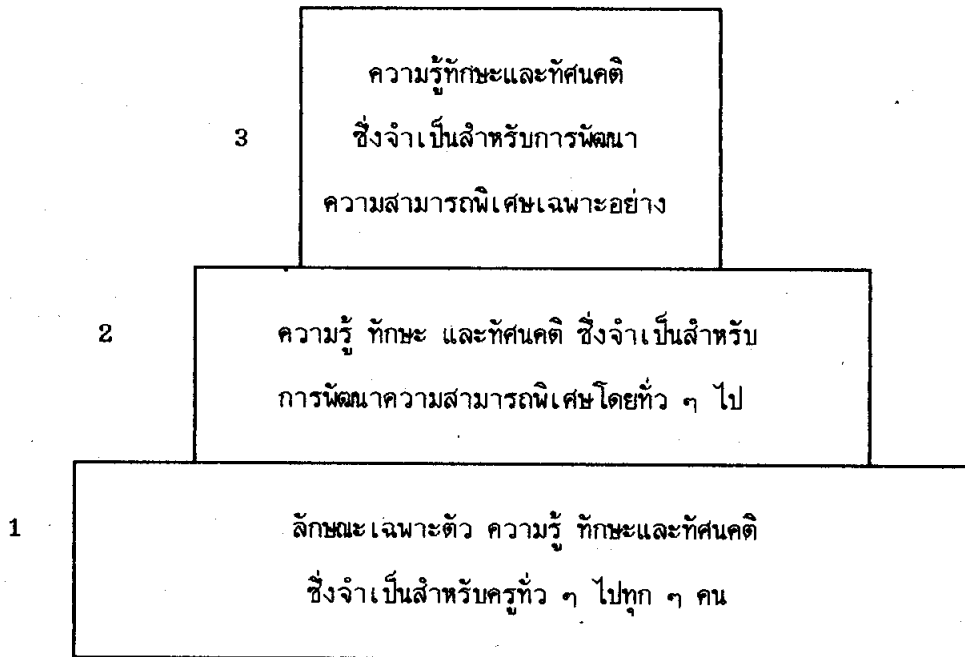 ความรู้ทักษะและทัศนคติ
3 ซึ่งจำเป็นสำหรับการพัฒนา
ความสามารถพิเศษเฉพาะอย่าง
2 ความรู้ ทักษะ และทัศนคติ ซึ่งจำเป็นสำหรับ
การพัฒนาความสามารถพิเศษโดยทั่ว ๆ ไป
1 ลักษณะเฉพาะตัว ความรู้ ทักษะและทัศนคติ
ซึ่งจำเป็นสำหรับครูทั่ว ๆ ไปทุก ๆ คน